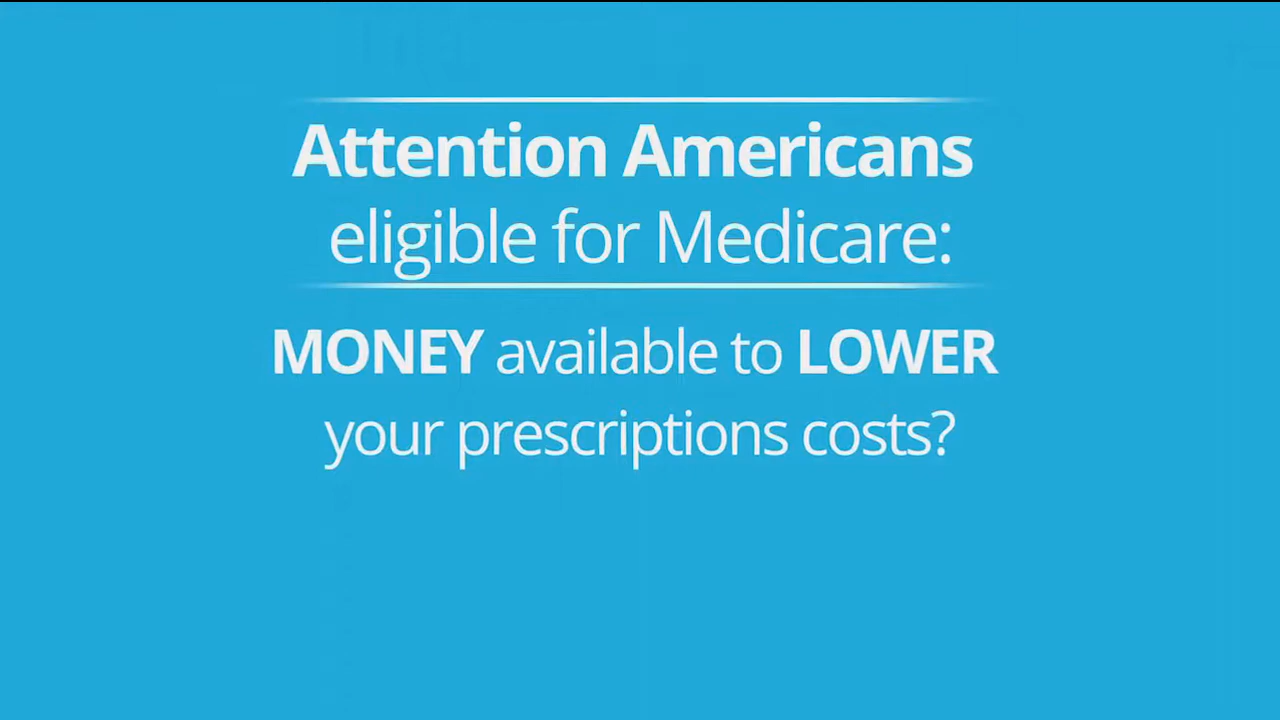 Attention Americans
eligible for Medicare:
MONEY available to LOWER
your prescriptions costs?